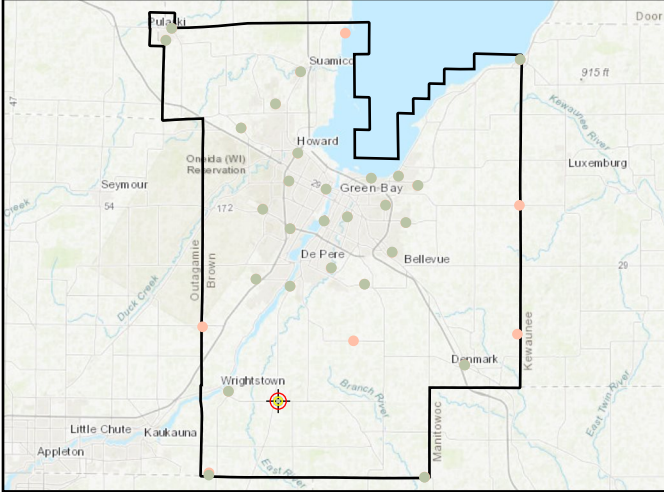 Pulaski
Door
Suamico
915 ft
47
Kewaunee
River
Howard
Oneida (WI)
Reservation
Luxemburg
Seymour
29
Green Bay
54
172
Creek
Outagamie
Brown
De Pere
Bellevue
29
Duck Creek
Kewaunee
Denmark
Wrightstown
Branch
River
East Twin River
Manitowoc
Little Chute
Kaukauna
Appleton
East River